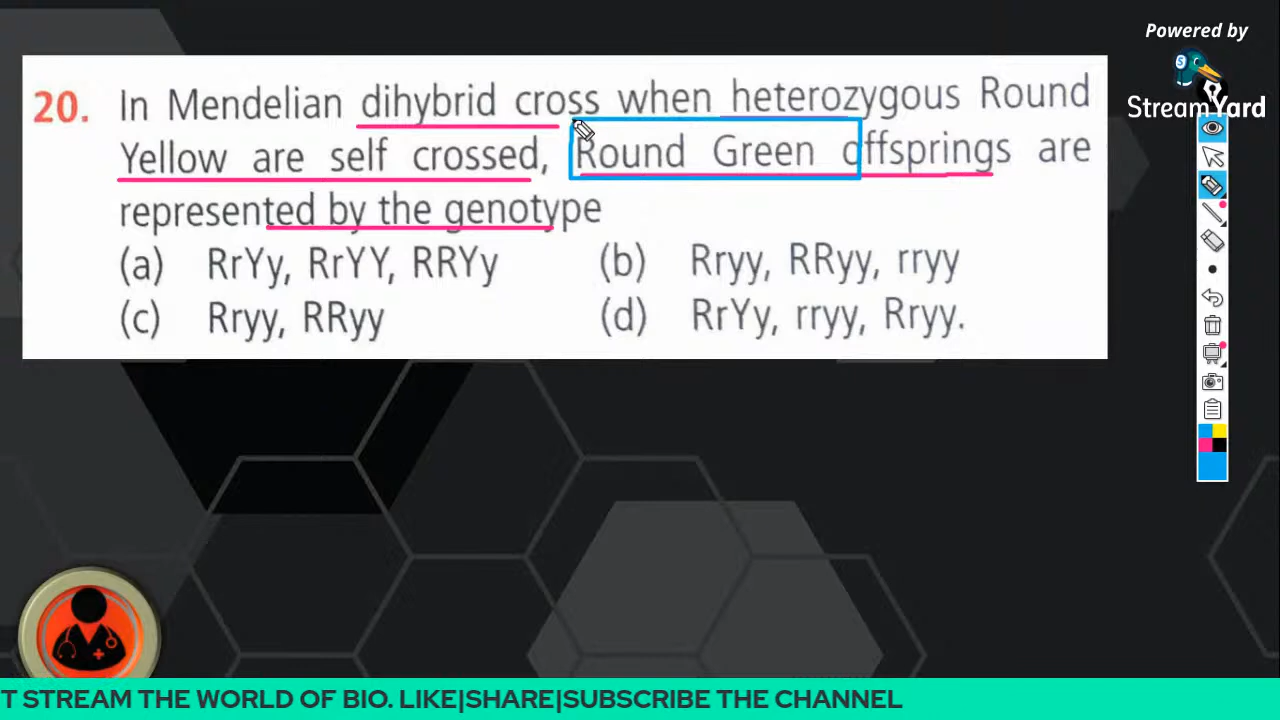 Powered by
StreamYard
20. In Mendelian dihybrid cross when heterozygous Round
Yellow are self crossed, Round Green offsprings are
represented by the genotype
(a) RrYy, RrYY, RRYy (b) Rryy, RRyy, rryy
(c) Rryy, RRyy (d) RrYy, rryy, Rryy.
T STREAM THE WORLD OF BIO. LIKE|SHARE|SUBSCRIBE THE CHANNEL